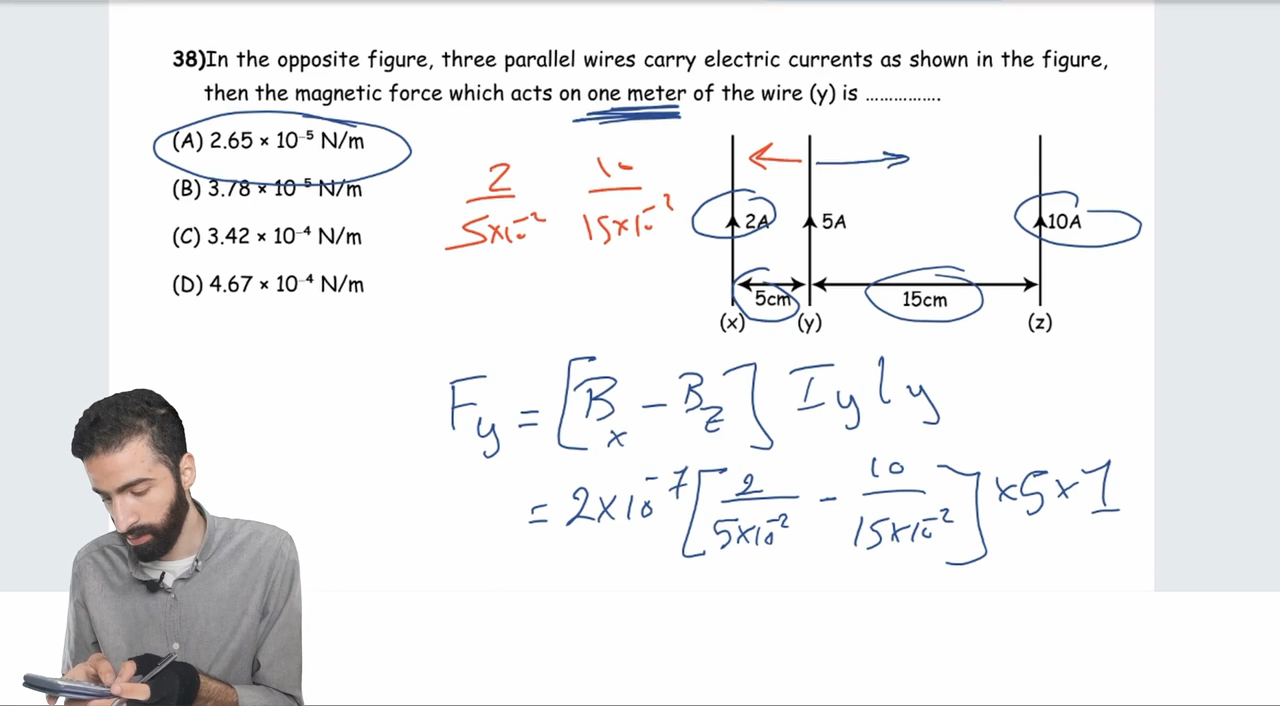 38)In the opposite figure, three parallel wires carry electric currents as shown in the figure,
then the magnetic force which acts on one meter of the wire (y) is ...............
(A) 2.65 × 10⁻⁵ N/m
(B) 3.78 × 10⁻⁵ N/m
(C) 3.42 × 10⁻⁴ N/m
(D) 4.67 × 10⁻⁴ N/m
2 / 5×10⁻² 10 / 15×10⁻²
2A 5A 10A
5cm 15cm
(x) (y) (z)
Fy = [Bx − Bz] Iy ly
= 2×10⁻⁷ [2 / 5×10⁻² − 10 / 15×10⁻²] ×5×1